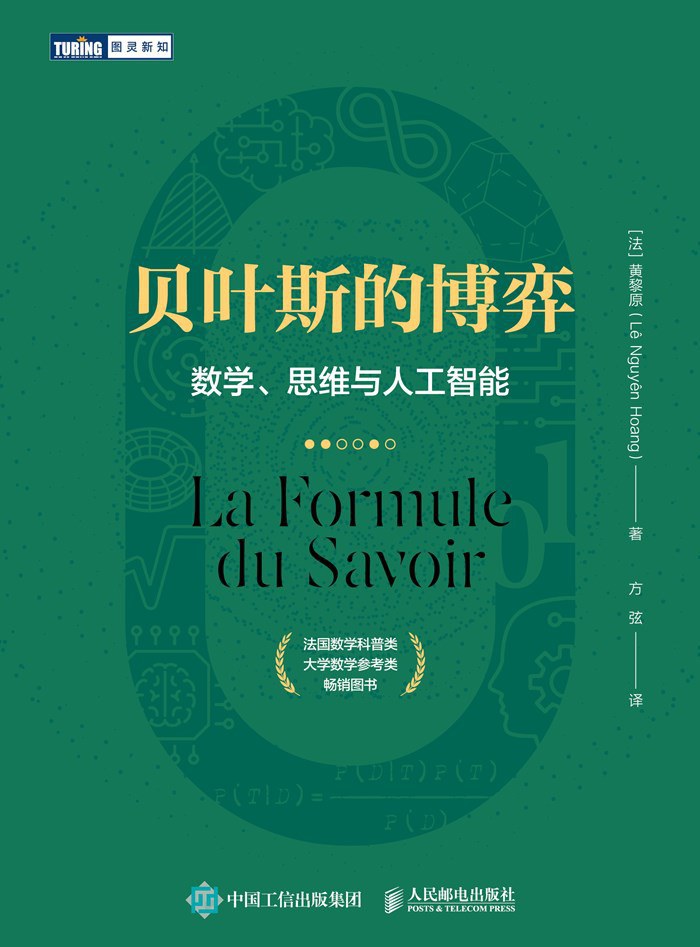 TURING 图灵新知
贝叶斯的博弈
数学、思维与人工智能
La Formule
du Savoir
[法] 黄黎原 (Lê Nguyên Hoang) 著
方弦 译
法国数学科普类
大学数学参考类
畅销图书
P(D|T)P(T)
P(T|D)=
P(D)
中国工信出版集团
人民邮电出版社
POSTS & TELECOM PRESS